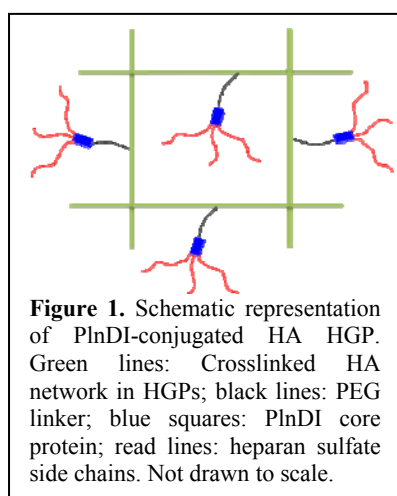 Figure 1. Schematic representation
of PlnDI-conjugated HA HGP.
Green lines: Crosslinked HA
network in HGPs; black lines: PEG
linker; blue squares: PlnDI core
protein; read lines: heparan sulfate
side chains. Not drawn to scale.